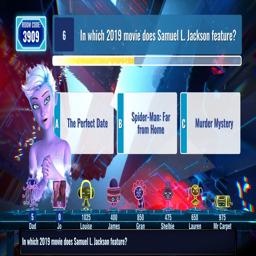 ROOM CODE:
3909
6
In which 2019 movie does Samuel L. Jackson feature?
A
The Perfect Date
B
Spider-Man: Far
from Home
C
Murder Mystery
5 0 1025 400 850 475 650 975
Dad Jo Louise James Gran Shelbie Lauren Mr Carpet
In which 2019 movie does Samuel L. Jackson feature?